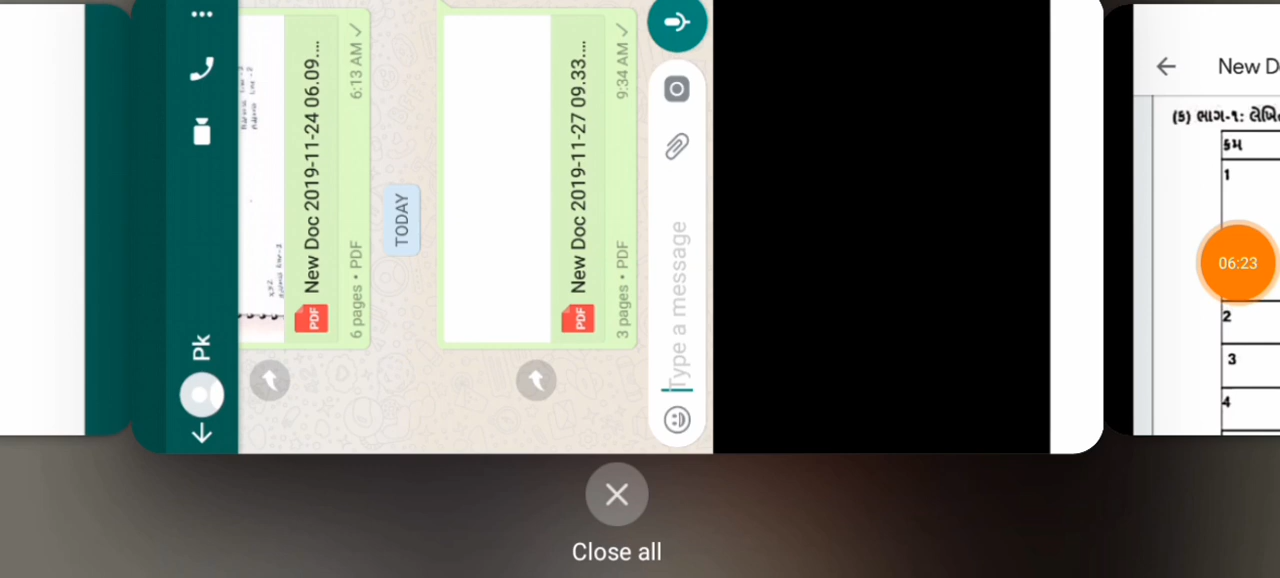 Pk
6:13 AM
New Doc 2019-11-24 06.09....
6 pages • PDF
PDF
TODAY
9:34 AM
New Doc 2019-11-27 09.33....
3 pages • PDF
PDF
Type a message
New D
(ક) ભાગ-૧: લેખિ
ક્રમ
1
06:23
2
3
4
Close all